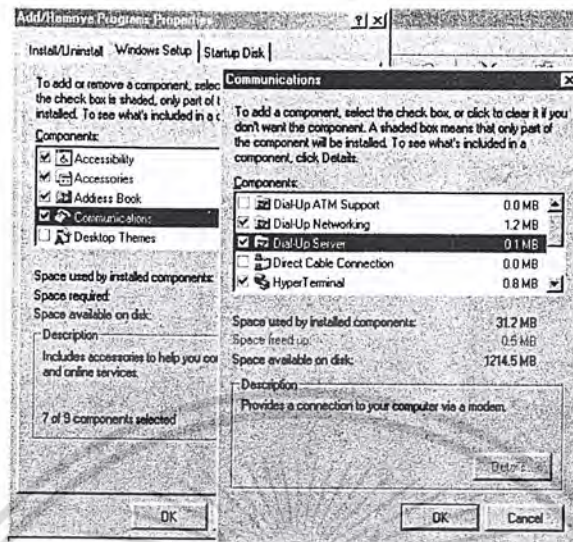 Add/Remove Programs Properties
Install/Uninstall Windows Setup Startup Disk
To add or remove a component, selec
the check box is shaded, only part of t
installed. To see what's included in a c
Components:
Accessibility
Accessories
Address Book
Communications
Desktop Themes
Space used by installed components:
Space required:
Space available on disk:
Description
Includes accessories to help you co
and online services.
7 of 9 components selected
OK
Communications
To add a component, select the check box, or click to clear it if you
don't want the component. A shaded box means that only part of
the component will be installed. To see what's included in a
component, click Details.
Components:
Dial-Up ATM Support 0.0 MB
Dial-Up Networking 1.2 MB
Dial-Up Server 0.1 MB
Direct Cable Connection 0.0 MB
HyperTerminal 0.8 MB
Space used by installed components: 31.2 MB
Space freed up: 0.5 MB
Space available on disk: 1214.5 MB
Description
Provides a connection to your computer via a modem.
Details...
OK Cancel